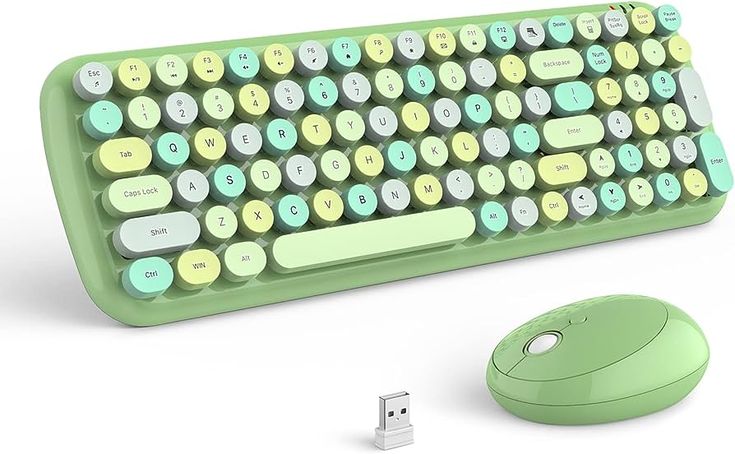 Esc F1 F2 F3 F4 F5 F6 F7 F8 F9 F10 F11 F12 Delete Insert PrtScr SysRq Scroll Lock Pause Break
! 1 @ 2 # 3 $ 4 % 5 ^ 6 & 7 * 8 ( 9 ) 0 Backspace Num Lock 7 8 9
Tab Q W E R T Y U I O P Enter 4 5 6
Caps Lock A S D F G H J K L Shift 1 2 3 Enter
Shift Z X C V B N M Alt Fn Ctrl 0
Ctrl WIN Alt